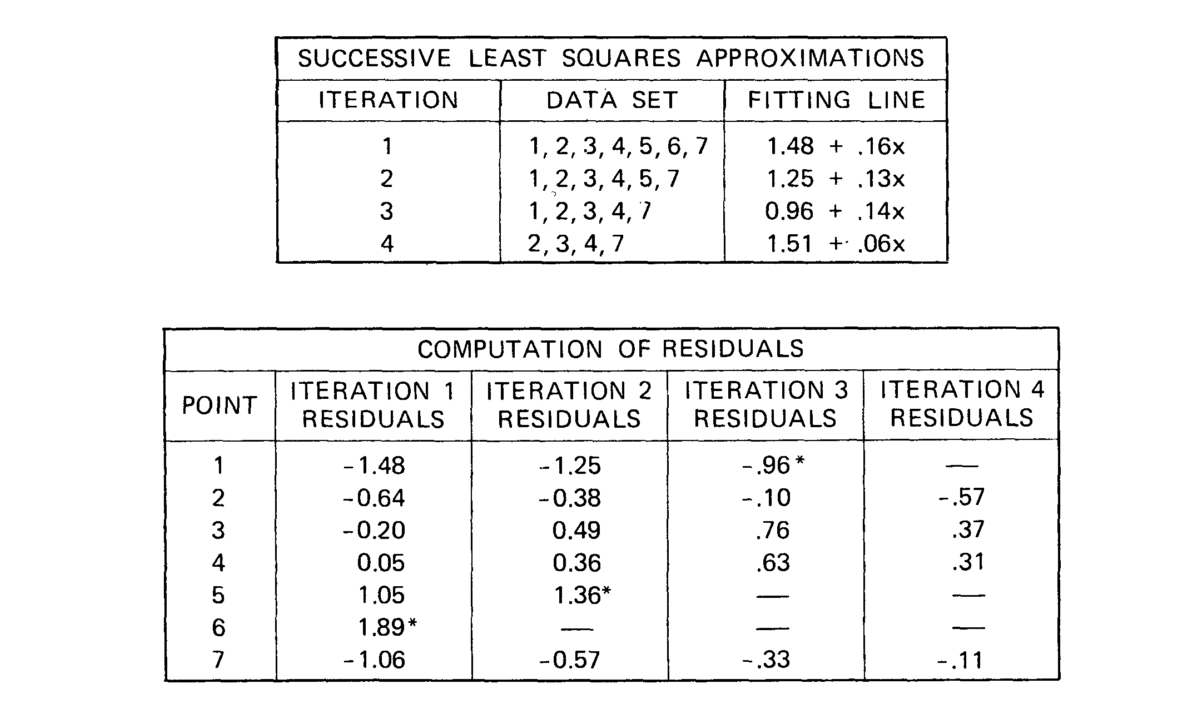 SUCCESSIVE LEAST SQUARES APPROXIMATIONS
ITERATION DATA SET FITTING LINE
1 1, 2, 3, 4, 5, 6, 7 1.48 + .16x
2 1, 2, 3, 4, 5, 7 1.25 + .13x
3 1, 2, 3, 4, 7 0.96 + .14x
4 2, 3, 4, 7 1.51 + .06x
COMPUTATION OF RESIDUALS
POINT ITERATION 1 RESIDUALS ITERATION 2 RESIDUALS ITERATION 3 RESIDUALS ITERATION 4 RESIDUALS
1 -1.48 -1.25 -.96* —
2 -0.64 -0.38 -.10 -.57
3 -0.20 0.49 .76 .37
4 0.05 0.36 .63 .31
5 1.05 1.36* — —
6 1.89* — — —
7 -1.06 -0.57 -.33 -.11